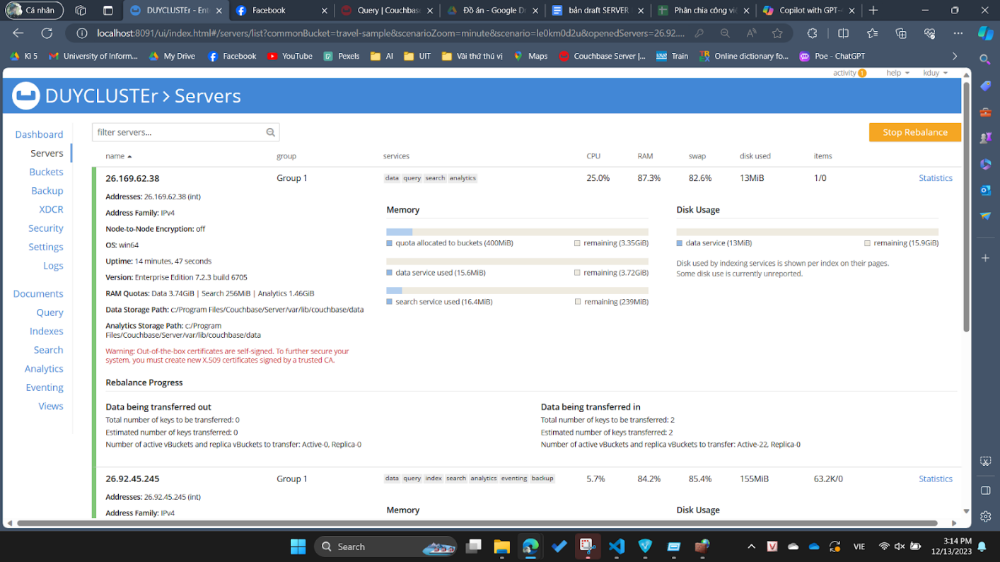 Cá nhân
DUYCLUSTEr - Ent
Facebook
Query | Couchbase
Đồ án - Google Dr
bản draft SERVER
Phân chia công vi
Copilot with GPT-4
localhost:8091/ui/index.html#/servers/list?commonBucket=travel-sample&scenarioZoom=minute&scenario=le0km0d2u&openedServers=26.92....
Kì 5
University of Inform...
My Drive
Facebook
YouTube
Pexels
AI
UIT
Vài thứ thú vị
Maps
Couchbase Server |...
Train
Online dictionary fo...
Poe - ChatGPT
activity 1
help
kduy
DUYCLUSTEr > Servers
Dashboard
Servers
Buckets
Backup
XDCR
Security
Settings
Logs
Documents
Query
Indexes
Search
Analytics
Eventing
Views
filter servers...
Stop Rebalance
name group services CPU RAM swap disk used items
26.169.62.38 Group 1 data query search analytics 25.0% 87.3% 82.6% 13MiB 1/0 Statistics
Addresses: 26.169.62.38 (int)
Address Family: IPv4
Node-to-Node Encryption: off
OS: win64
Uptime: 14 minutes, 47 seconds
Version: Enterprise Edition 7.2.3 build 6705
RAM Quotas: Data 3.74GiB | Search 256MiB | Analytics 1.46GiB
Data Storage Path: c:/Program Files/Couchbase/Server/var/lib/couchbase/data
Analytics Storage Path: c:/Program
Files/Couchbase/Server/var/lib/couchbase/data
Warning: Out-of-the-box certificates are self-signed. To further secure your
system, you must create new X.509 certificates signed by a trusted CA.
Memory
quota allocated to buckets (400MiB) remaining (3.35GiB)
data service used (15.6MiB) remaining (3.72GiB)
search service used (16.4MiB) remaining (239MiB)
Disk Usage
data service (13MiB) remaining (15.9GiB)
Disk used by indexing services is shown per index on their pages.
Some disk use is currently unreported.
Rebalance Progress
Data being transferred out
Total number of keys to be transferred: 0
Estimated number of keys transferred: 0
Number of active vBuckets and replica vBuckets to transfer: Active-0, Replica-0
Data being transferred in
Total number of keys to be transferred: 2
Estimated number of keys transferred: 2
Number of active vBuckets and replica vBuckets to transfer: Active-22, Replica-0
26.92.45.245 Group 1 data query index search analytics eventing backup 5.7% 84.2% 85.4% 155MiB 63.2K/0 Statistics
Addresses: 26.92.45.245 (int)
Address Family: IPv4
Memory
Disk Usage
Search
VIE
3:14 PM
12/13/2023